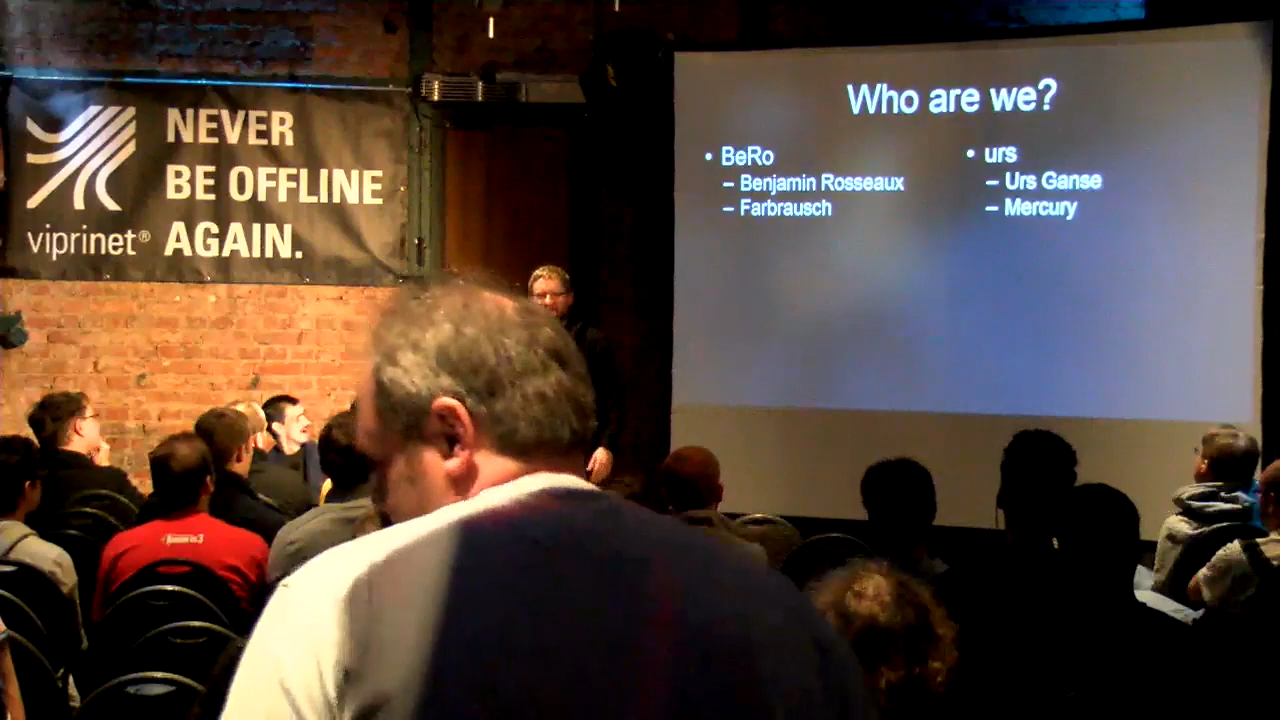 NEVER
BE OFFLINE
AGAIN.
viprinet®
Who are we?
• BeRo
– Benjamin Rosseaux
– Farbrausch
• urs
– Urs Ganse
– Mercury